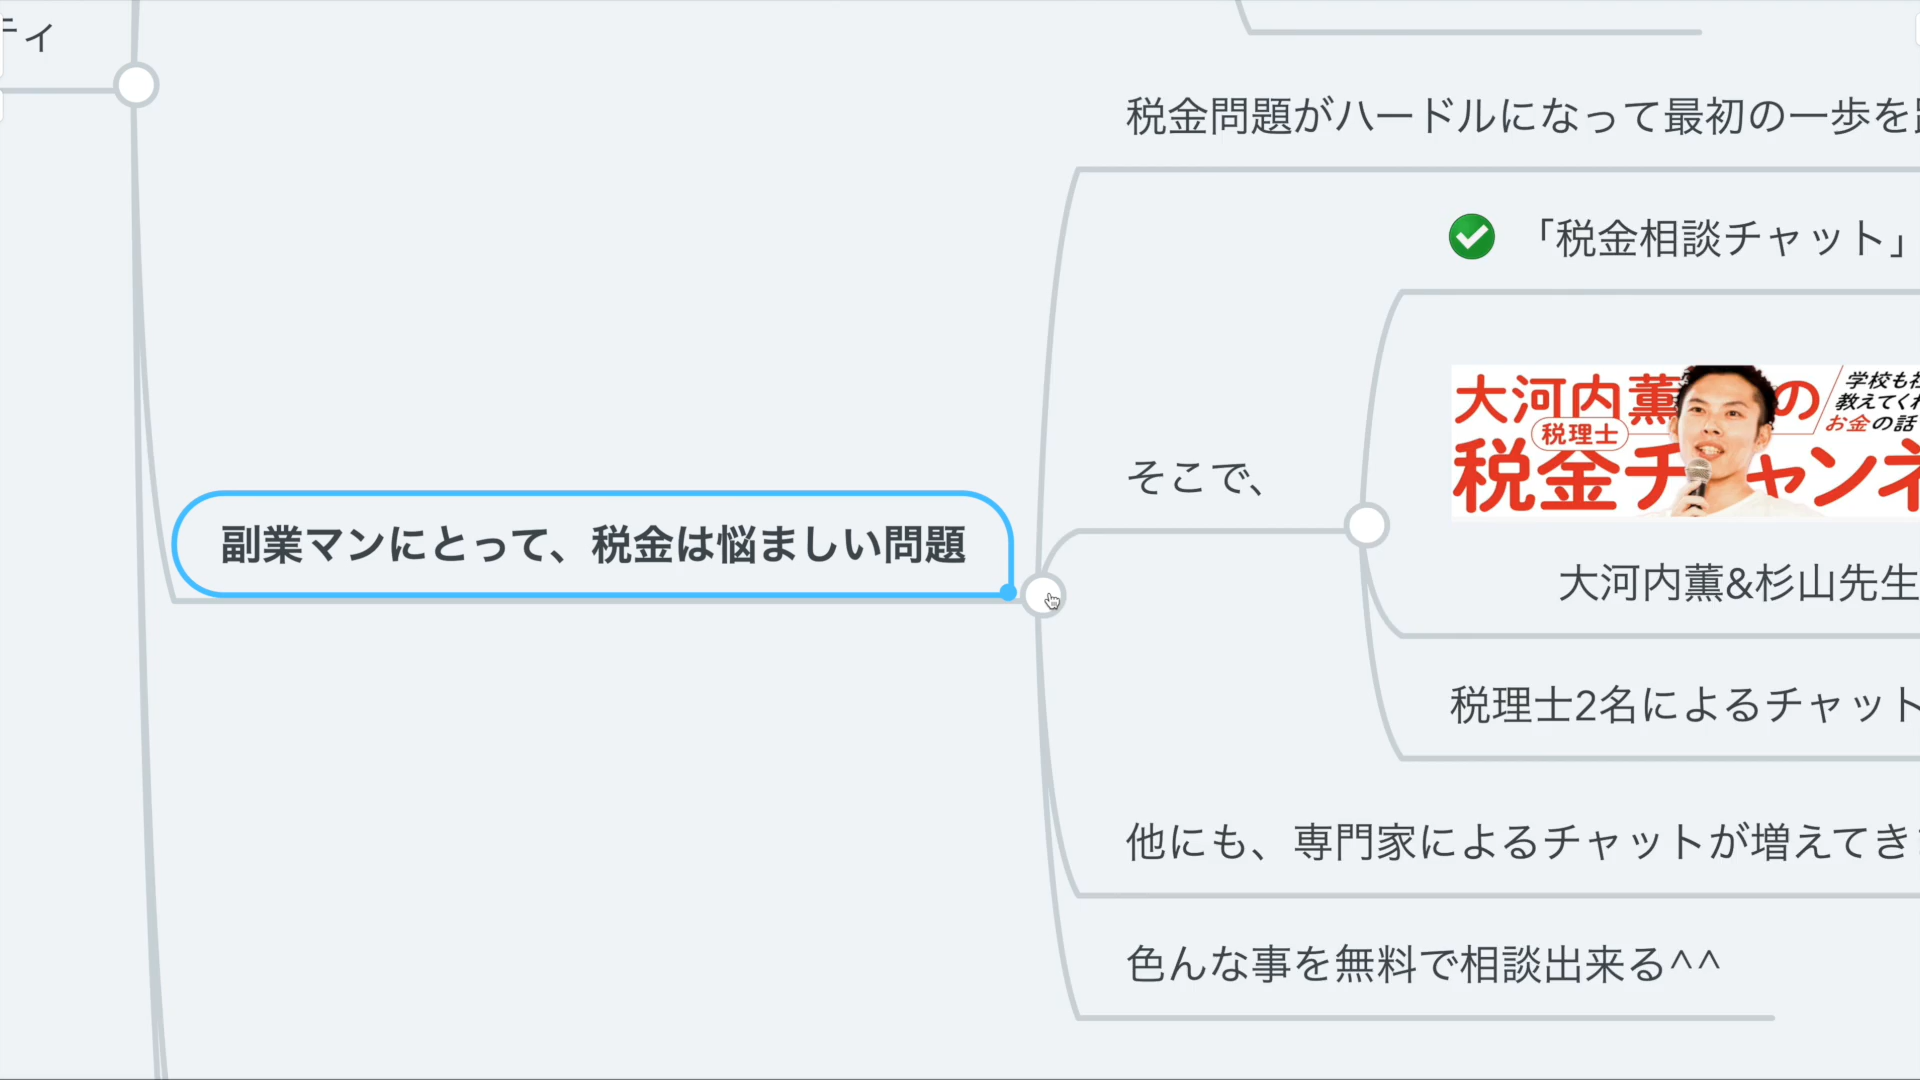 ティ
税金問題がハードルになって最初の一歩を
「税金相談チャット」
大河内薫の
税理士
税金チャンネ
学校も社
教えてくれ
お金の話
そこで、
副業マンにとって、税金は悩ましい問題
大河内薫&杉山先生
税理士2名によるチャット
他にも、専門家によるチャットが増えてき
色んな事を無料で相談出来る^^